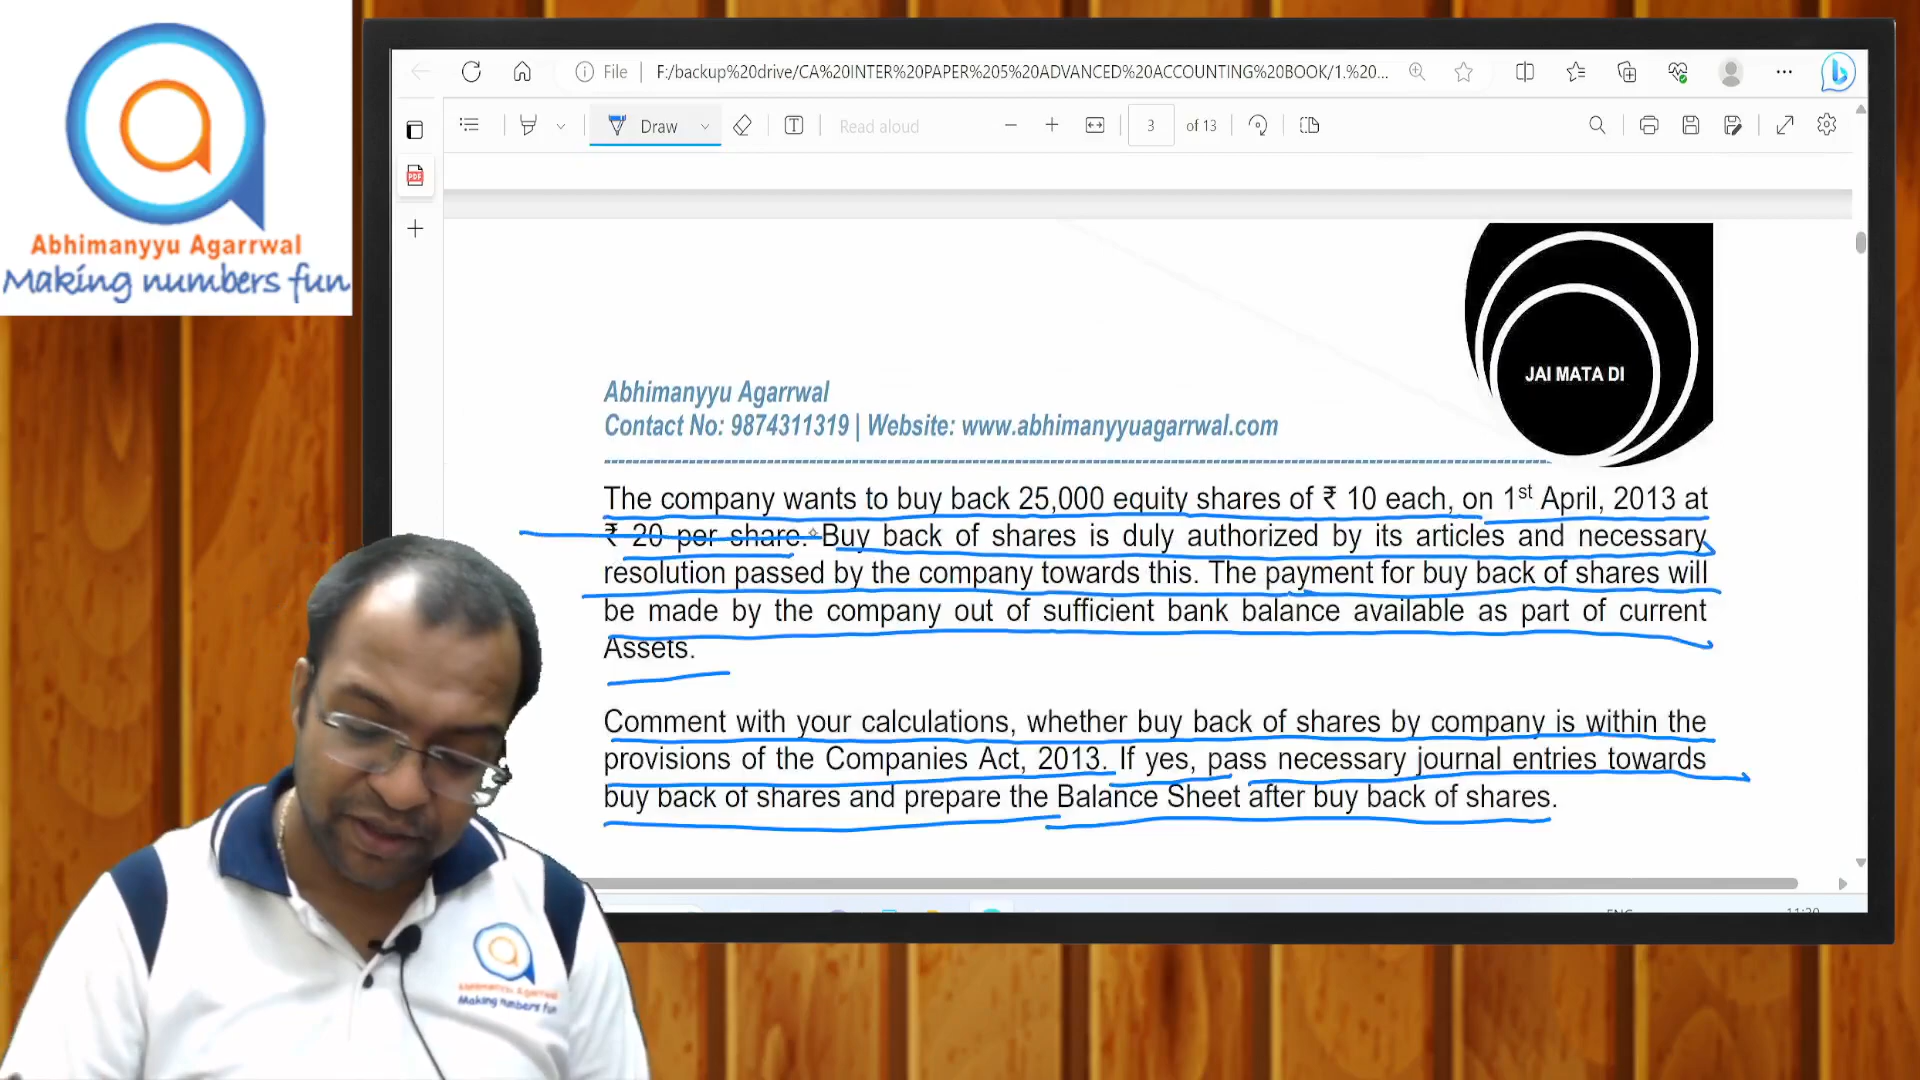 Abhimanyyu Agarrwal
Making numbers fun
File
F:/backup%20drive/CA%20INTER%20PAPER%205%20ADVANCED%20ACCOUNTING%20BOOK/1.%20...
Draw
Read aloud
3 of 13
JAI MATA DI
Abhimanyyu Agarrwal
Contact No: 9874311319 | Website: www.abhimanyyuagarrwal.com
The company wants to buy back 25,000 equity shares of ₹ 10 each, on 1st April, 2013 at
₹ 20 per share. Buy back of shares is duly authorized by its articles and necessary
resolution passed by the company towards this. The payment for buy back of shares will
be made by the company out of sufficient bank balance available as part of current
Assets.
Comment with your calculations, whether buy back of shares by company is within the
provisions of the Companies Act, 2013. If yes, pass necessary journal entries towards
buy back of shares and prepare the Balance Sheet after buy back of shares.
Abhimanyyu Agarrwal
Making numbers fun